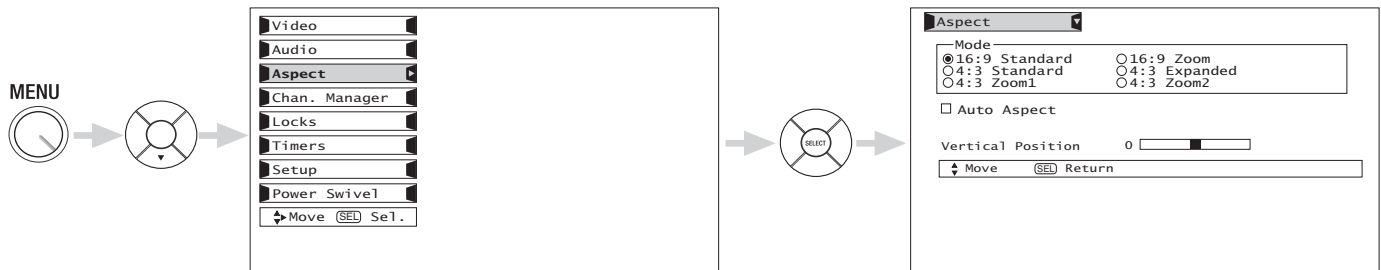 MENU
Video
Audio
Aspect
Chan. Manager
Locks
Timers
Setup
Power Swivel
Move SEL Sel.
SELECT
Aspect
Mode
16:9 Standard 16:9 Zoom
4:3 Standard 4:3 Expanded
4:3 Zoom1 4:3 Zoom2
Auto Aspect
Vertical Position 0
Move SEL Return